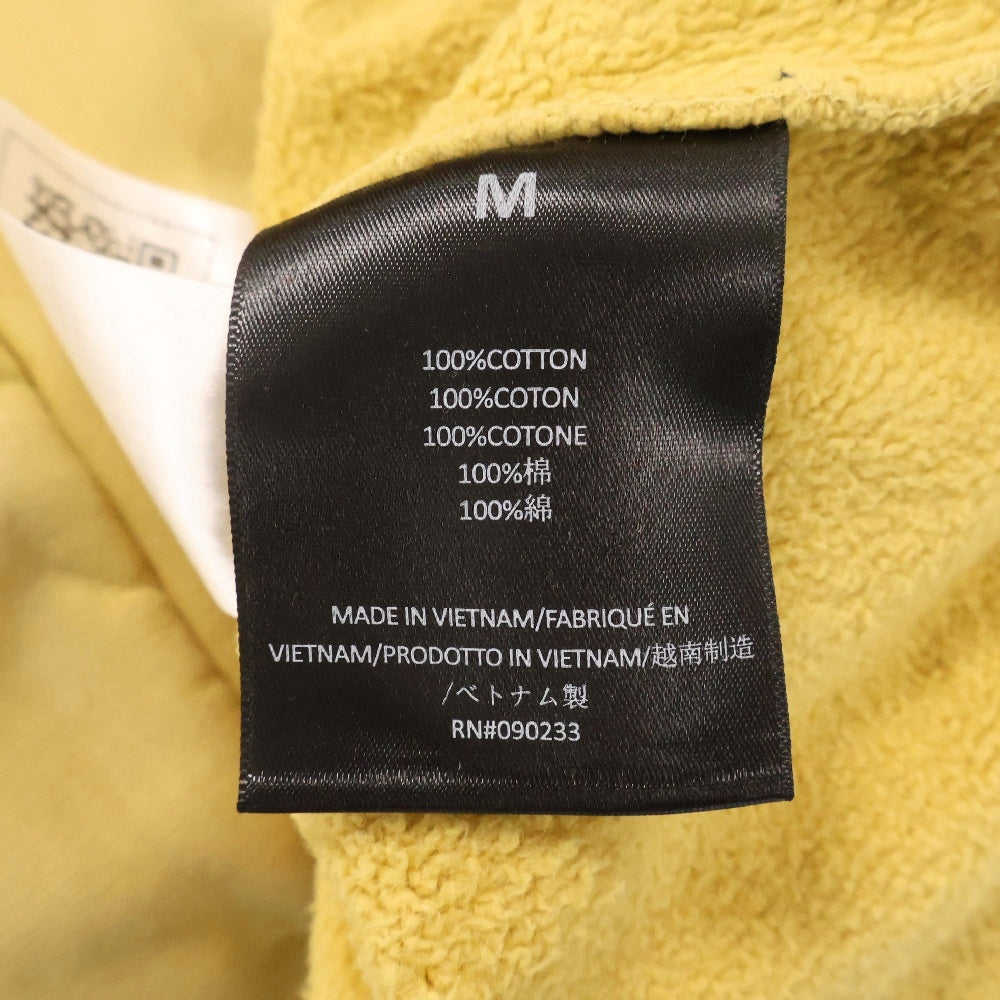 M
100%COTTON
100%COTON
100%COTONE
100%棉
100%綿
MADE IN VIETNAM/FABRIQUÉ EN
VIETNAM/PRODOTTO IN VIETNAM/越南制造
/ベトナム製
RN#090233